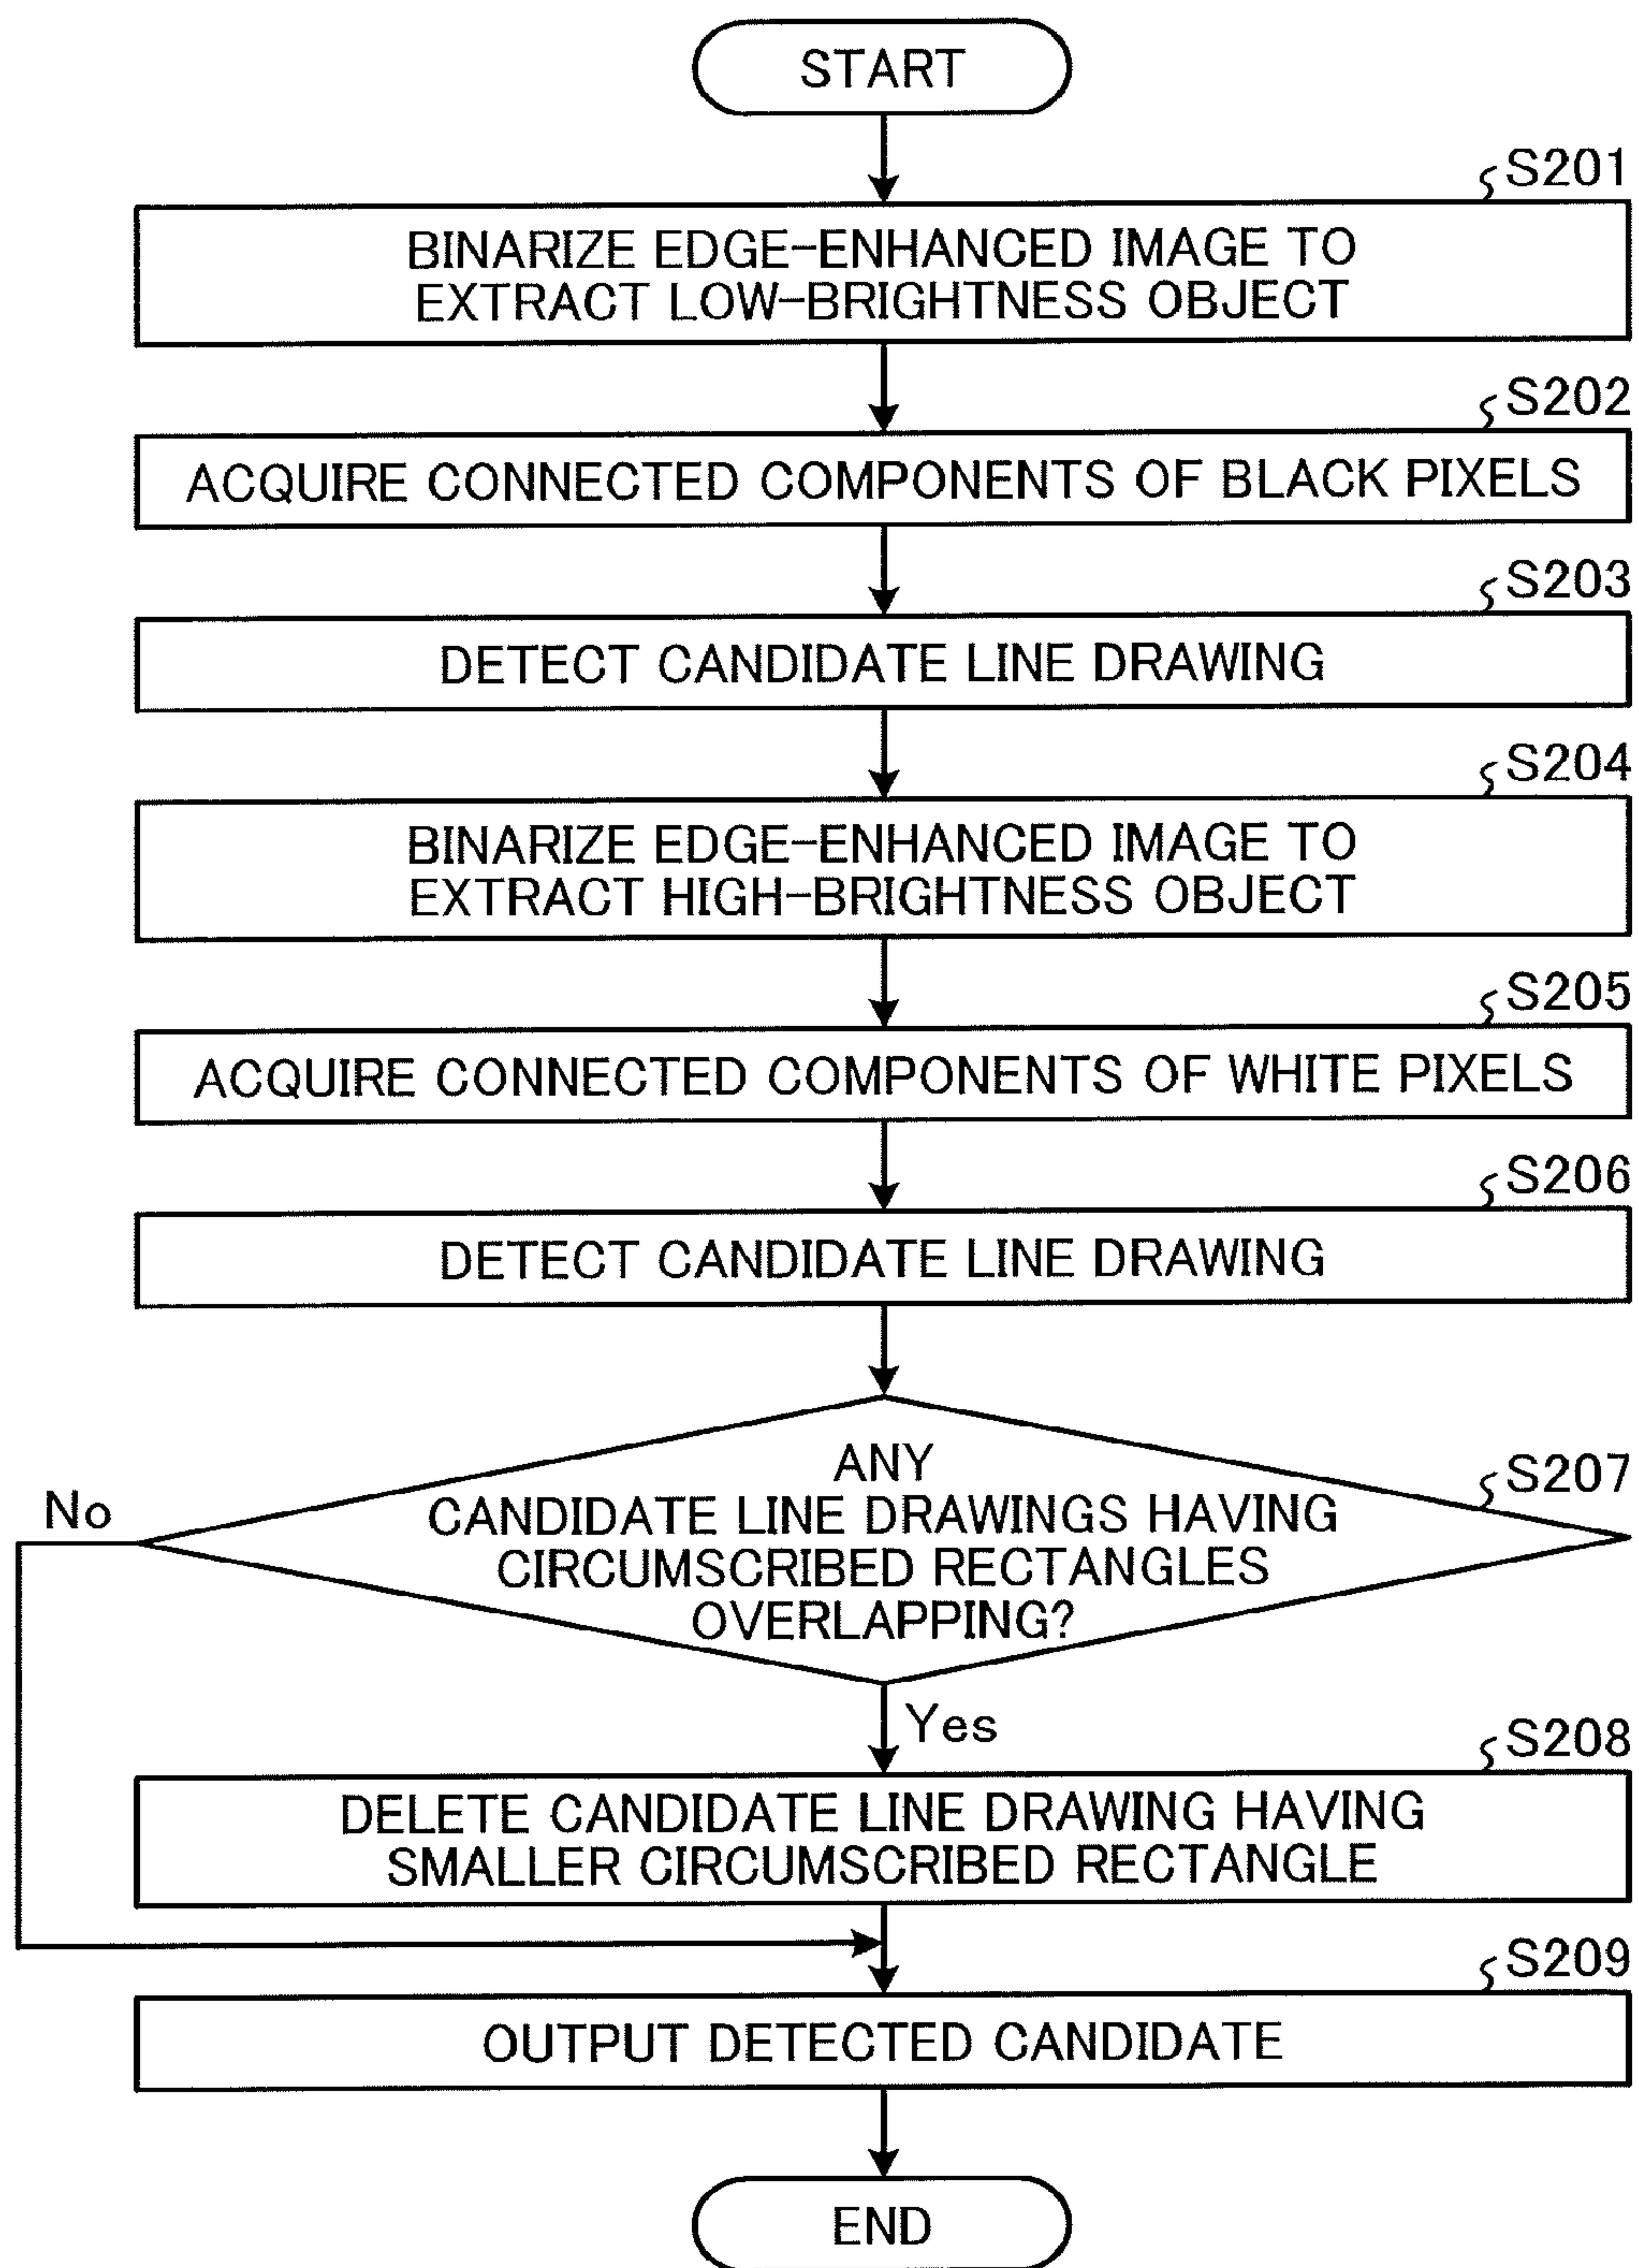 START
S201
BINARIZE EDGE-ENHANCED IMAGE TO
EXTRACT LOW-BRIGHTNESS OBJECT
S202
ACQUIRE CONNECTED COMPONENTS OF BLACK PIXELS
S203
DETECT CANDIDATE LINE DRAWING
S204
BINARIZE EDGE-ENHANCED IMAGE TO
EXTRACT HIGH-BRIGHTNESS OBJECT
S205
ACQUIRE CONNECTED COMPONENTS OF WHITE PIXELS
S206
DETECT CANDIDATE LINE DRAWING
S207
ANY
CANDIDATE LINE DRAWINGS HAVING
CIRCUMSCRIBED RECTANGLES
OVERLAPPING?
No
Yes
S208
DELETE CANDIDATE LINE DRAWING HAVING
SMALLER CIRCUMSCRIBED RECTANGLE
S209
OUTPUT DETECTED CANDIDATE
END